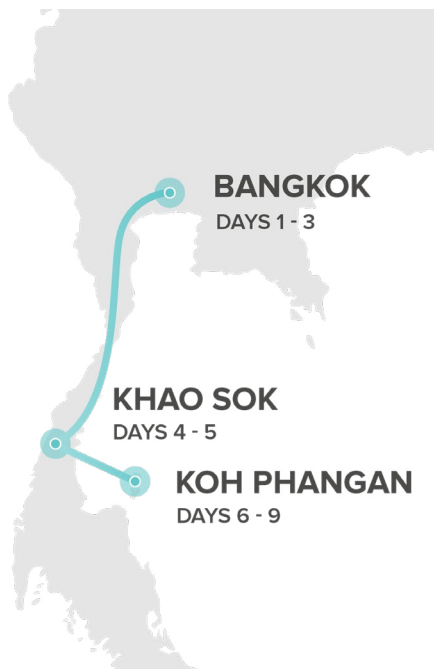 BANGKOK
DAYS 1 - 3
KHAO SOK
DAYS 4 - 5
KOH PHANGAN
DAYS 6 - 9